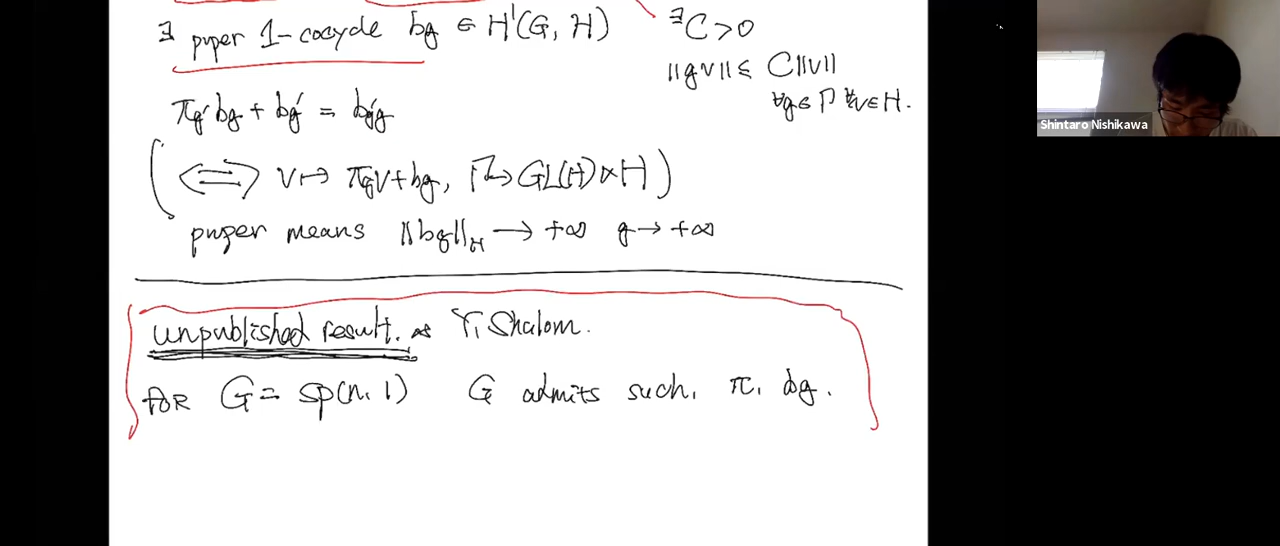 ∃ proper 1-cocycle bg ∈ H¹(G, H)
∃C>0
||gv|| ≤ C||v||
∀g∈Γ ∀v∈H.
πg'bg + bg' = bg'g
(⟺ v ↦ πgv + bg, Γ→GL(H)⋉H)
proper means ||bg||_H → +∞ g → +∞
unpublished result. Y. Shalom.
for G = Sp(n, 1) G admits such, π, bg.
Shintaro Nishikawa